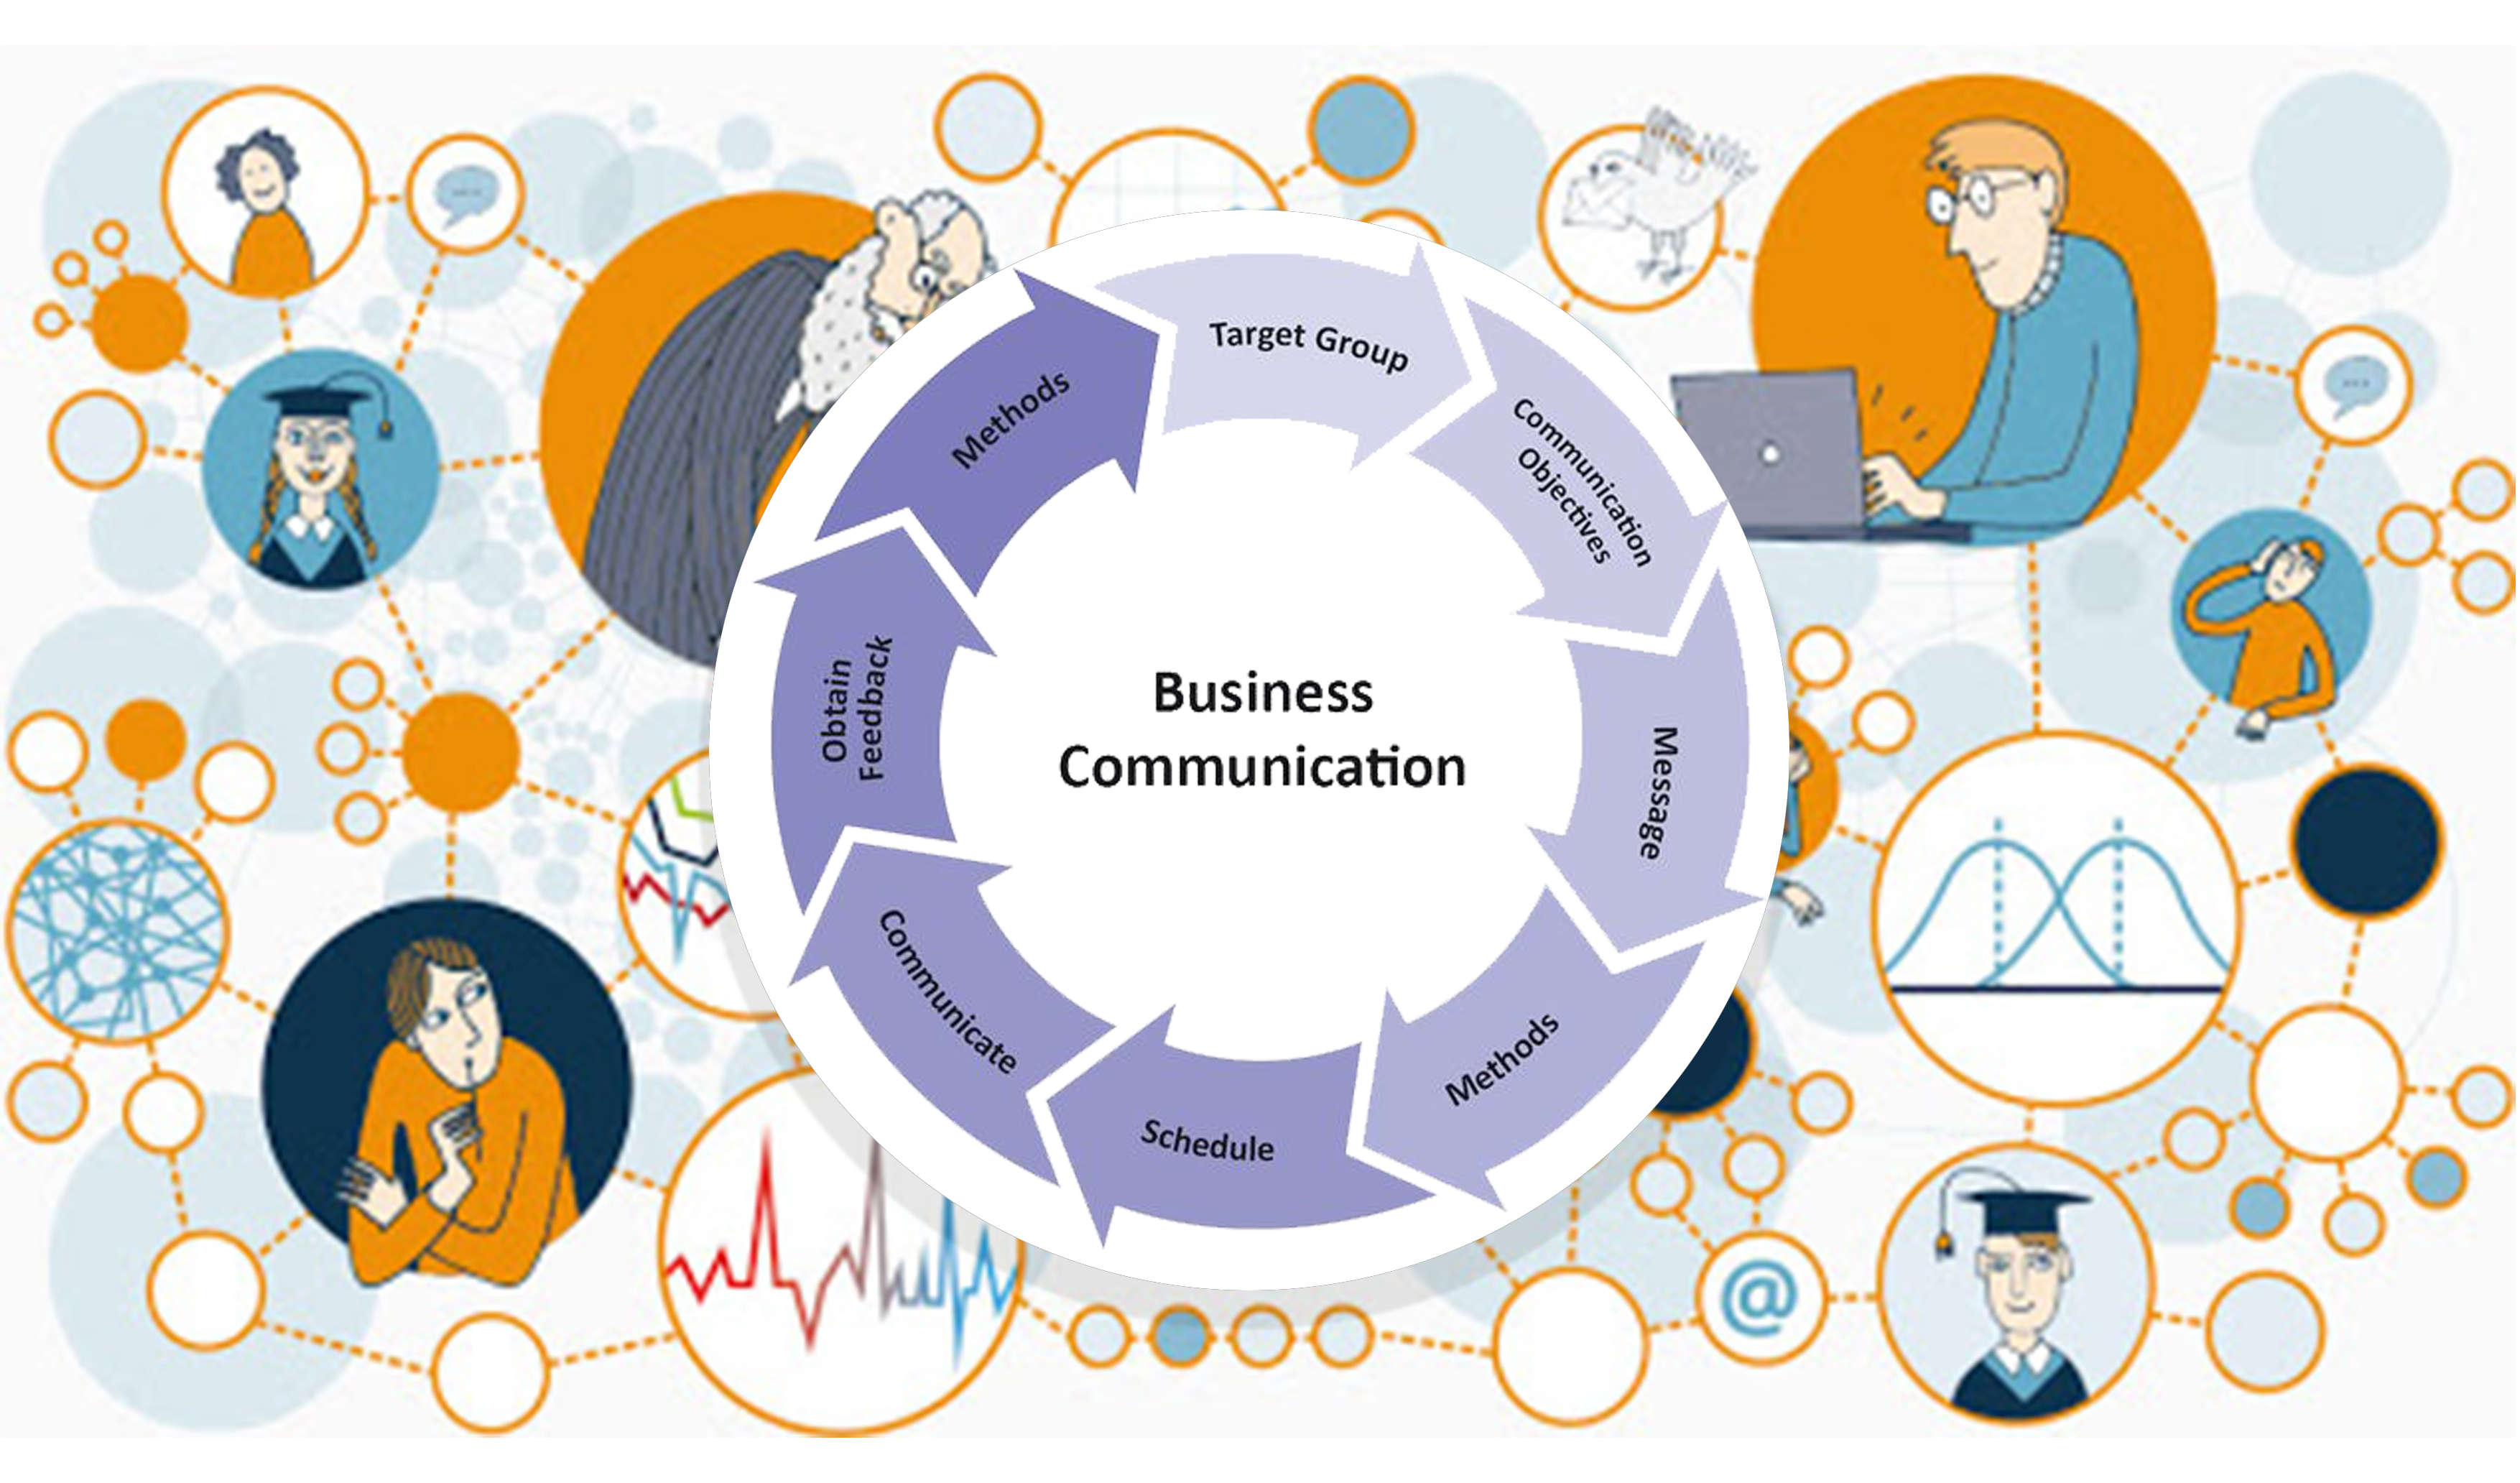 Target Group
Communication
Objectives
Message
Methods
Schedule
Communicate
Obtain
Feedback
Methods
Business
Communication
@